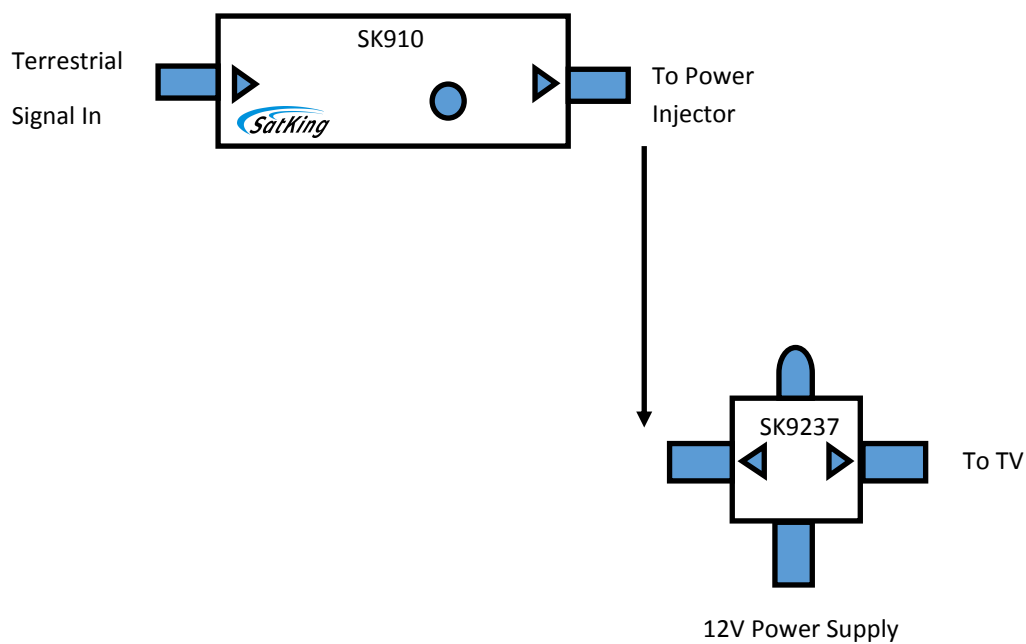 SK910
Terrestrial
Signal In
SatKing
To Power
Injector
SK9237
To TV
12V Power Supply